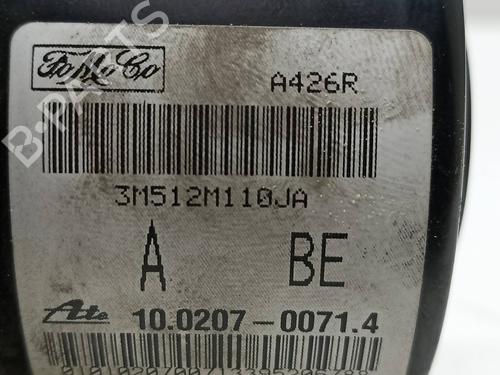 FoMoCo
A426R
B-PARTS
3M512M110JA
A BE
Ate 10.0207-0071.4